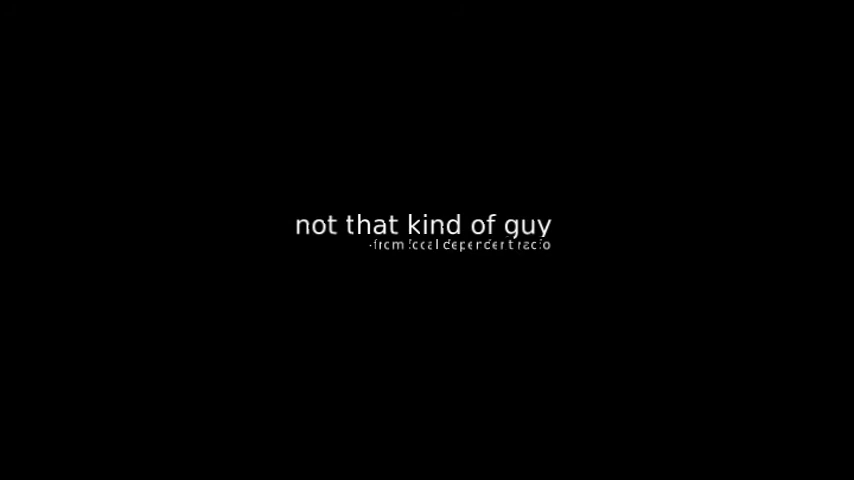 not that kind of guy
-from local dependent radio